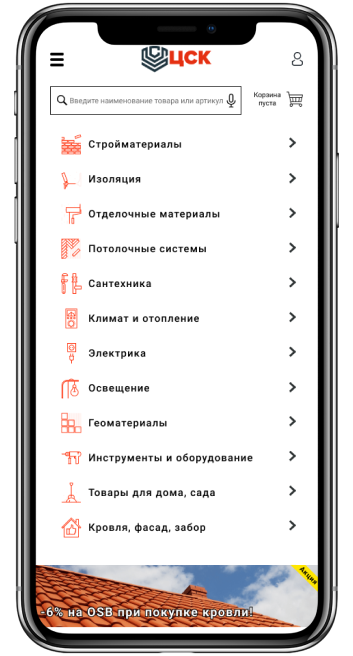 ЦСК
Введите наименование товара или артикул
Корзина
пуста
Стройматериалы
Изоляция
Отделочные материалы
Потолочные системы
Сантехника
Климат и отопление
Электрика
Освещение
Геоматериалы
Инструменты и оборудование
Товары для дома, сада
Кровля, фасад, забор
Акция
-6% на OSB при покупке кровли!